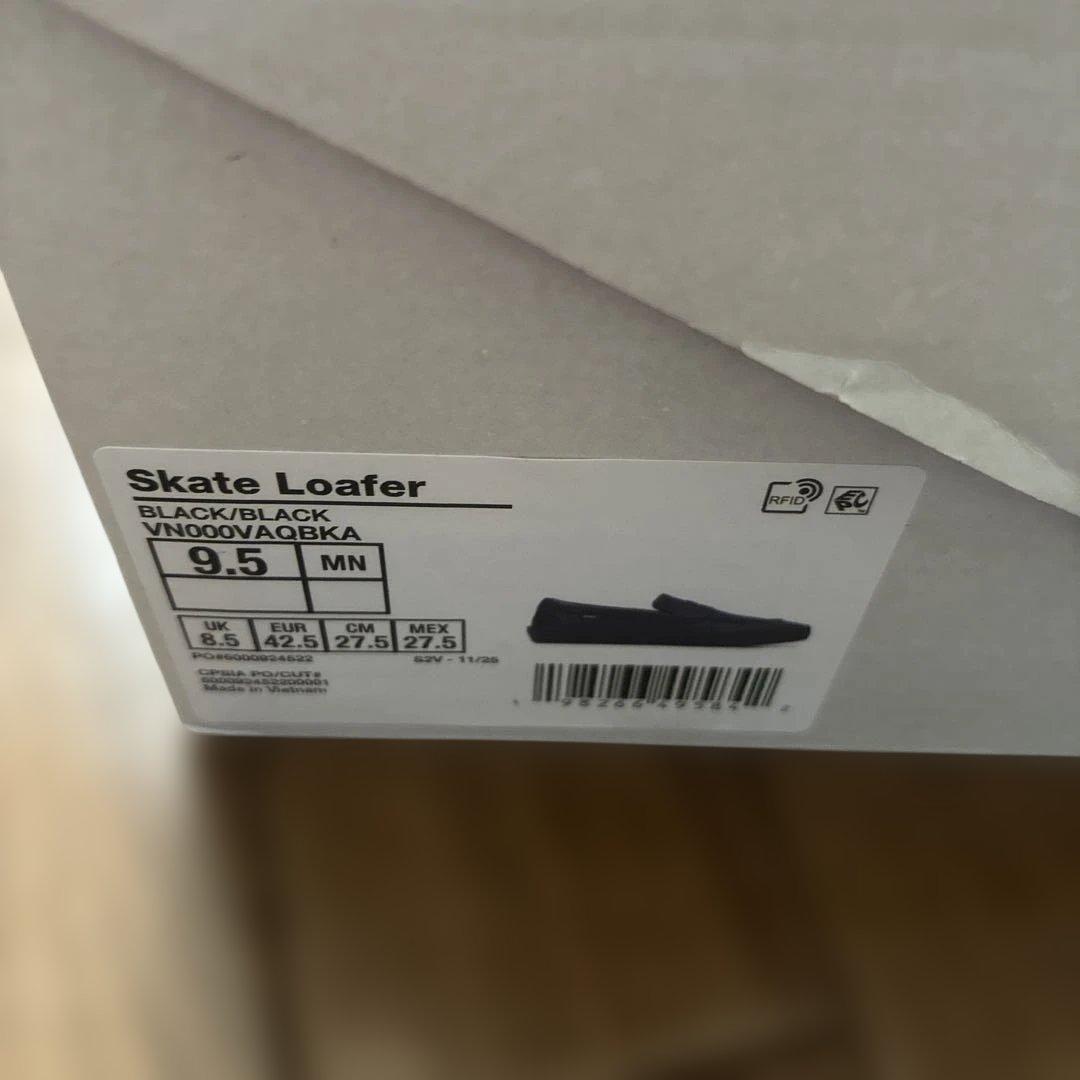 Skate Loafer
BLACK/BLACK
VN000VAQBKA
9.5 MN
UK EUR CM MEX
8.5 42.5 27.5 27.5
PO#6000924522 S2V - 11/25
CPSIA PO/CUT#
Made in Vietnam
RFID